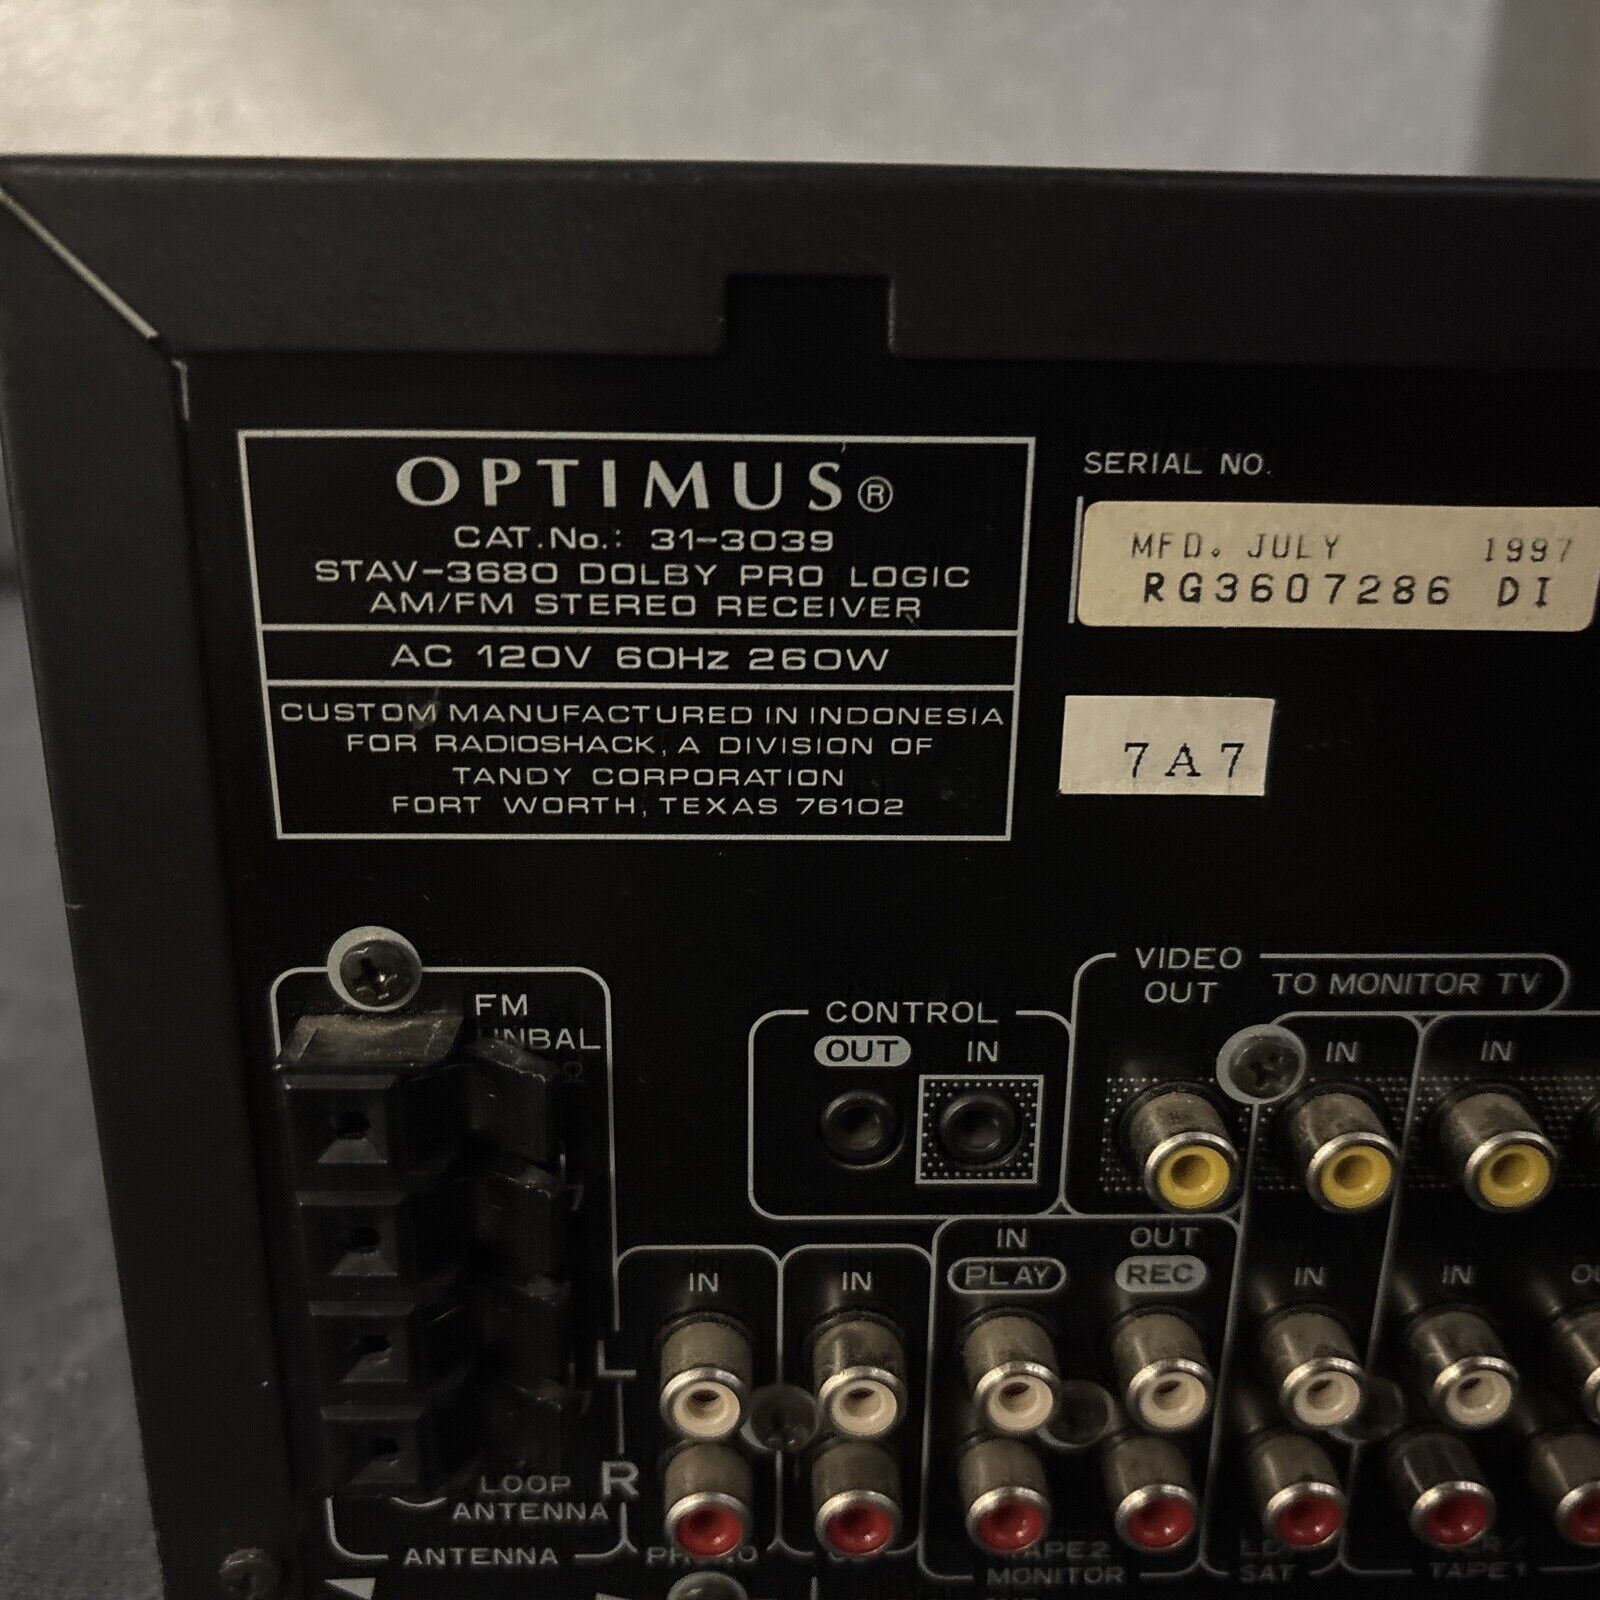 OPTIMUS®
CAT.No.: 31-3039
STAV-3680 DOLBY PRO LOGIC
AM/FM STEREO RECEIVER
AC 120V 60Hz 260W
CUSTOM MANUFACTURED IN INDONESIA
FOR RADIOSHACK, A DIVISION OF
TANDY CORPORATION
FORT WORTH, TEXAS 76102
SERIAL NO.
MFD. JULY 1997
RG3607286 DI
7A7
FM
UNBAL
CONTROL
OUT IN
VIDEO
OUT
TO MONITOR TV
IN IN
IN IN
IN OUT
PLAY REC
IN IN
L
R
LOOP
ANTENNA
ANTENNA
TAPE2
MONITOR
SAT
TAPE1